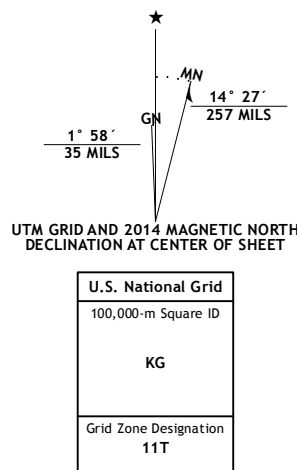 ★
MN
GN
14° 27´
257 MILS
1° 58´
35 MILS
UTM GRID AND 2014 MAGNETIC NORTH
DECLINATION AT CENTER OF SHEET
U.S. National Grid
100,000-m Square ID
KG
Grid Zone Designation
11T